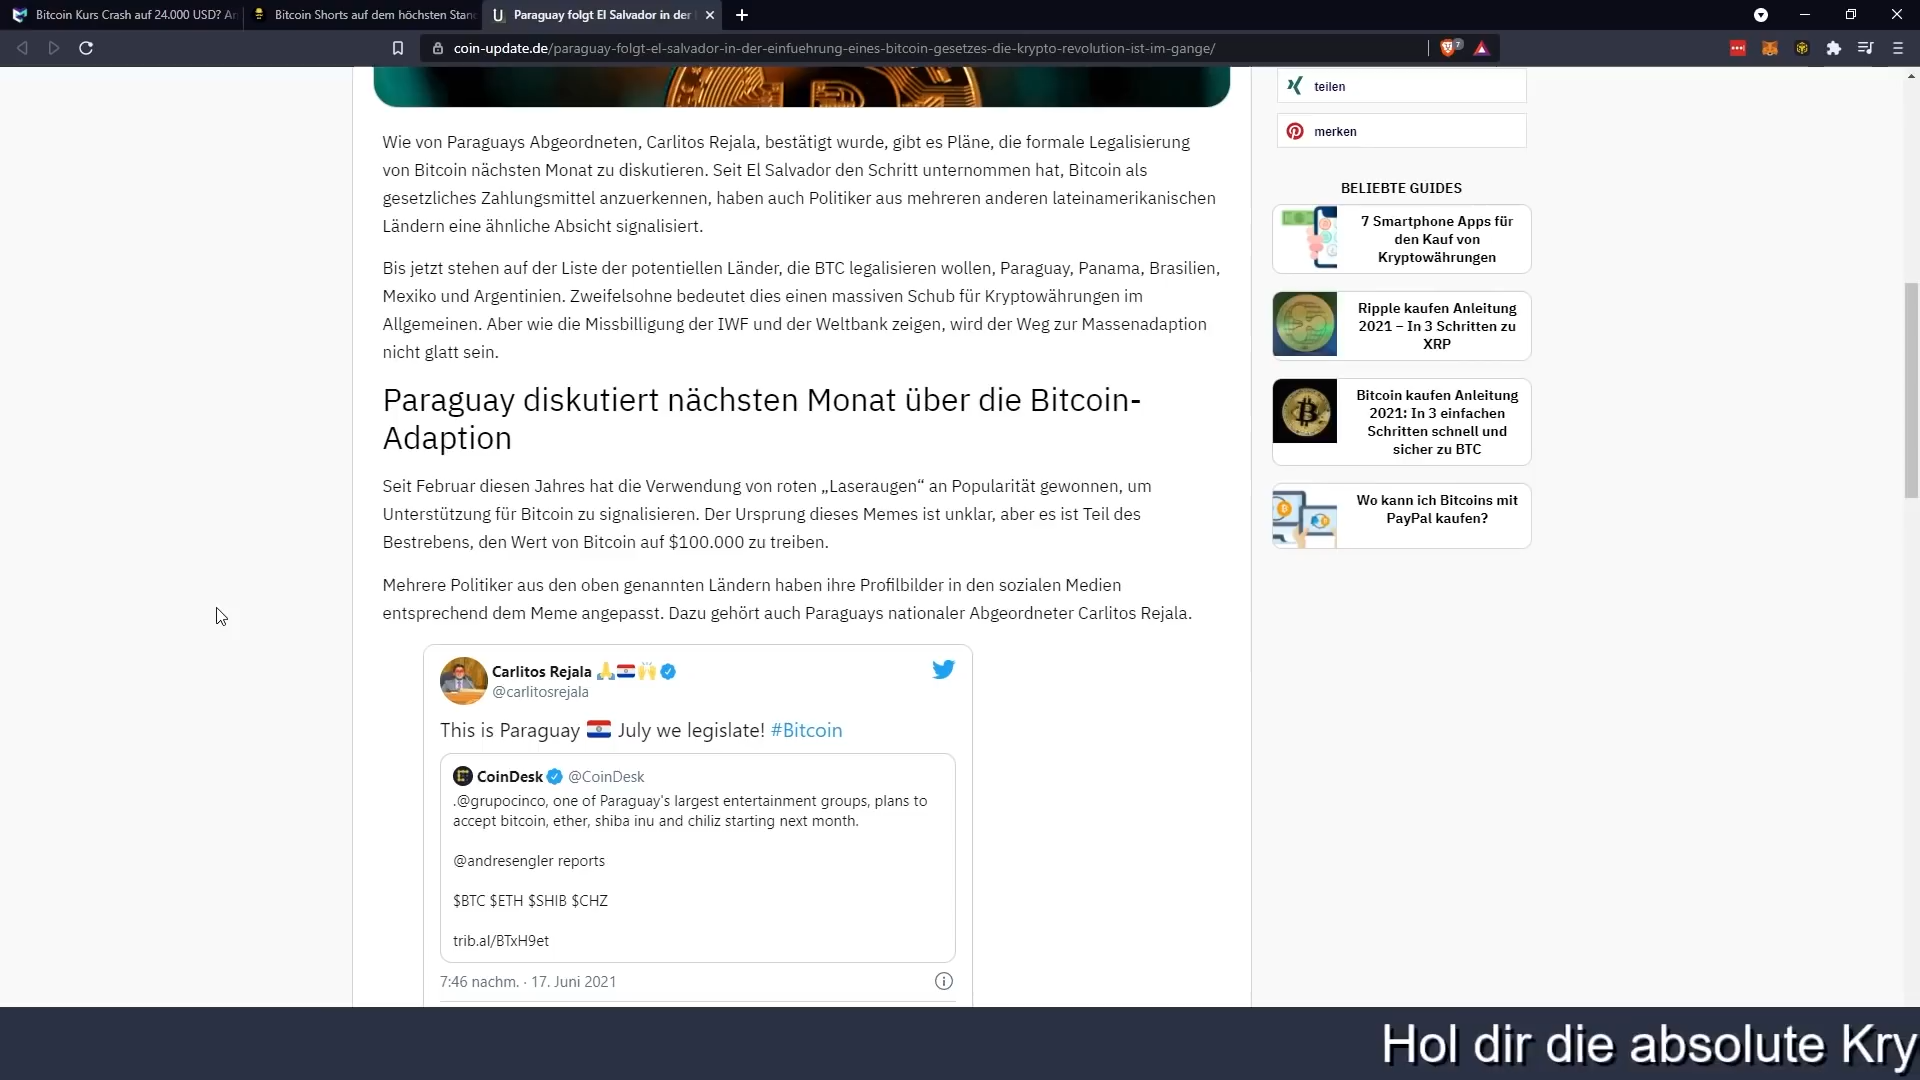 Bitcoin Kurs Crash auf 24.000 USD? An
Bitcoin Shorts auf dem höchsten Stand
Paraguay folgt El Salvador in der
coin-update.de/paraguay-folgt-el-salvador-in-der-einfuehrung-eines-bitcoin-gesetzes-die-krypto-revolution-ist-im-gange/
7
Wie von Paraguays Abgeordneten, Carlitos Rejala, bestätigt wurde, gibt es Pläne, die formale Legalisierung
von Bitcoin nächsten Monat zu diskutieren. Seit El Salvador den Schritt unternommen hat, Bitcoin als
gesetzliches Zahlungsmittel anzuerkennen, haben auch Politiker aus mehreren anderen lateinamerikanischen
Ländern eine ähnliche Absicht signalisiert.
Bis jetzt stehen auf der Liste der potentiellen Länder, die BTC legalisieren wollen, Paraguay, Panama, Brasilien,
Mexiko und Argentinien. Zweifelsohne bedeutet dies einen massiven Schub für Kryptowährungen im
Allgemeinen. Aber wie die Missbilligung der IWF und der Weltbank zeigen, wird der Weg zur Massenadaption
nicht glatt sein.
Paraguay diskutiert nächsten Monat über die Bitcoin-
Adaption
Seit Februar diesen Jahres hat die Verwendung von roten „Laseraugen“ an Popularität gewonnen, um
Unterstützung für Bitcoin zu signalisieren. Der Ursprung dieses Memes ist unklar, aber es ist Teil des
Bestrebens, den Wert von Bitcoin auf $100.000 zu treiben.
Mehrere Politiker aus den oben genannten Ländern haben ihre Profilbilder in den sozialen Medien
entsprechend dem Meme angepasst. Dazu gehört auch Paraguays nationaler Abgeordneter Carlitos Rejala.
Carlitos Rejala 🙏🇵🇾🙌
@carlitosrejala
This is Paraguay 🇵🇾 July we legislate! #Bitcoin
CoinDesk @CoinDesk
.@grupocinco, one of Paraguay's largest entertainment groups, plans to
accept bitcoin, ether, shiba inu and chiliz starting next month.
@andresengler reports
$BTC $ETH $SHIB $CHZ
trib.al/BTxH9et
7:46 nachm. · 17. Juni 2021
teilen
merken
BELIEBTE GUIDES
7 Smartphone Apps für
den Kauf von
Kryptowährungen
Ripple kaufen Anleitung
2021 – In 3 Schritten zu
XRP
Bitcoin kaufen Anleitung
2021: In 3 einfachen
Schritten schnell und
sicher zu BTC
Wo kann ich Bitcoins mit
PayPal kaufen?
Hol dir die absolute Kry